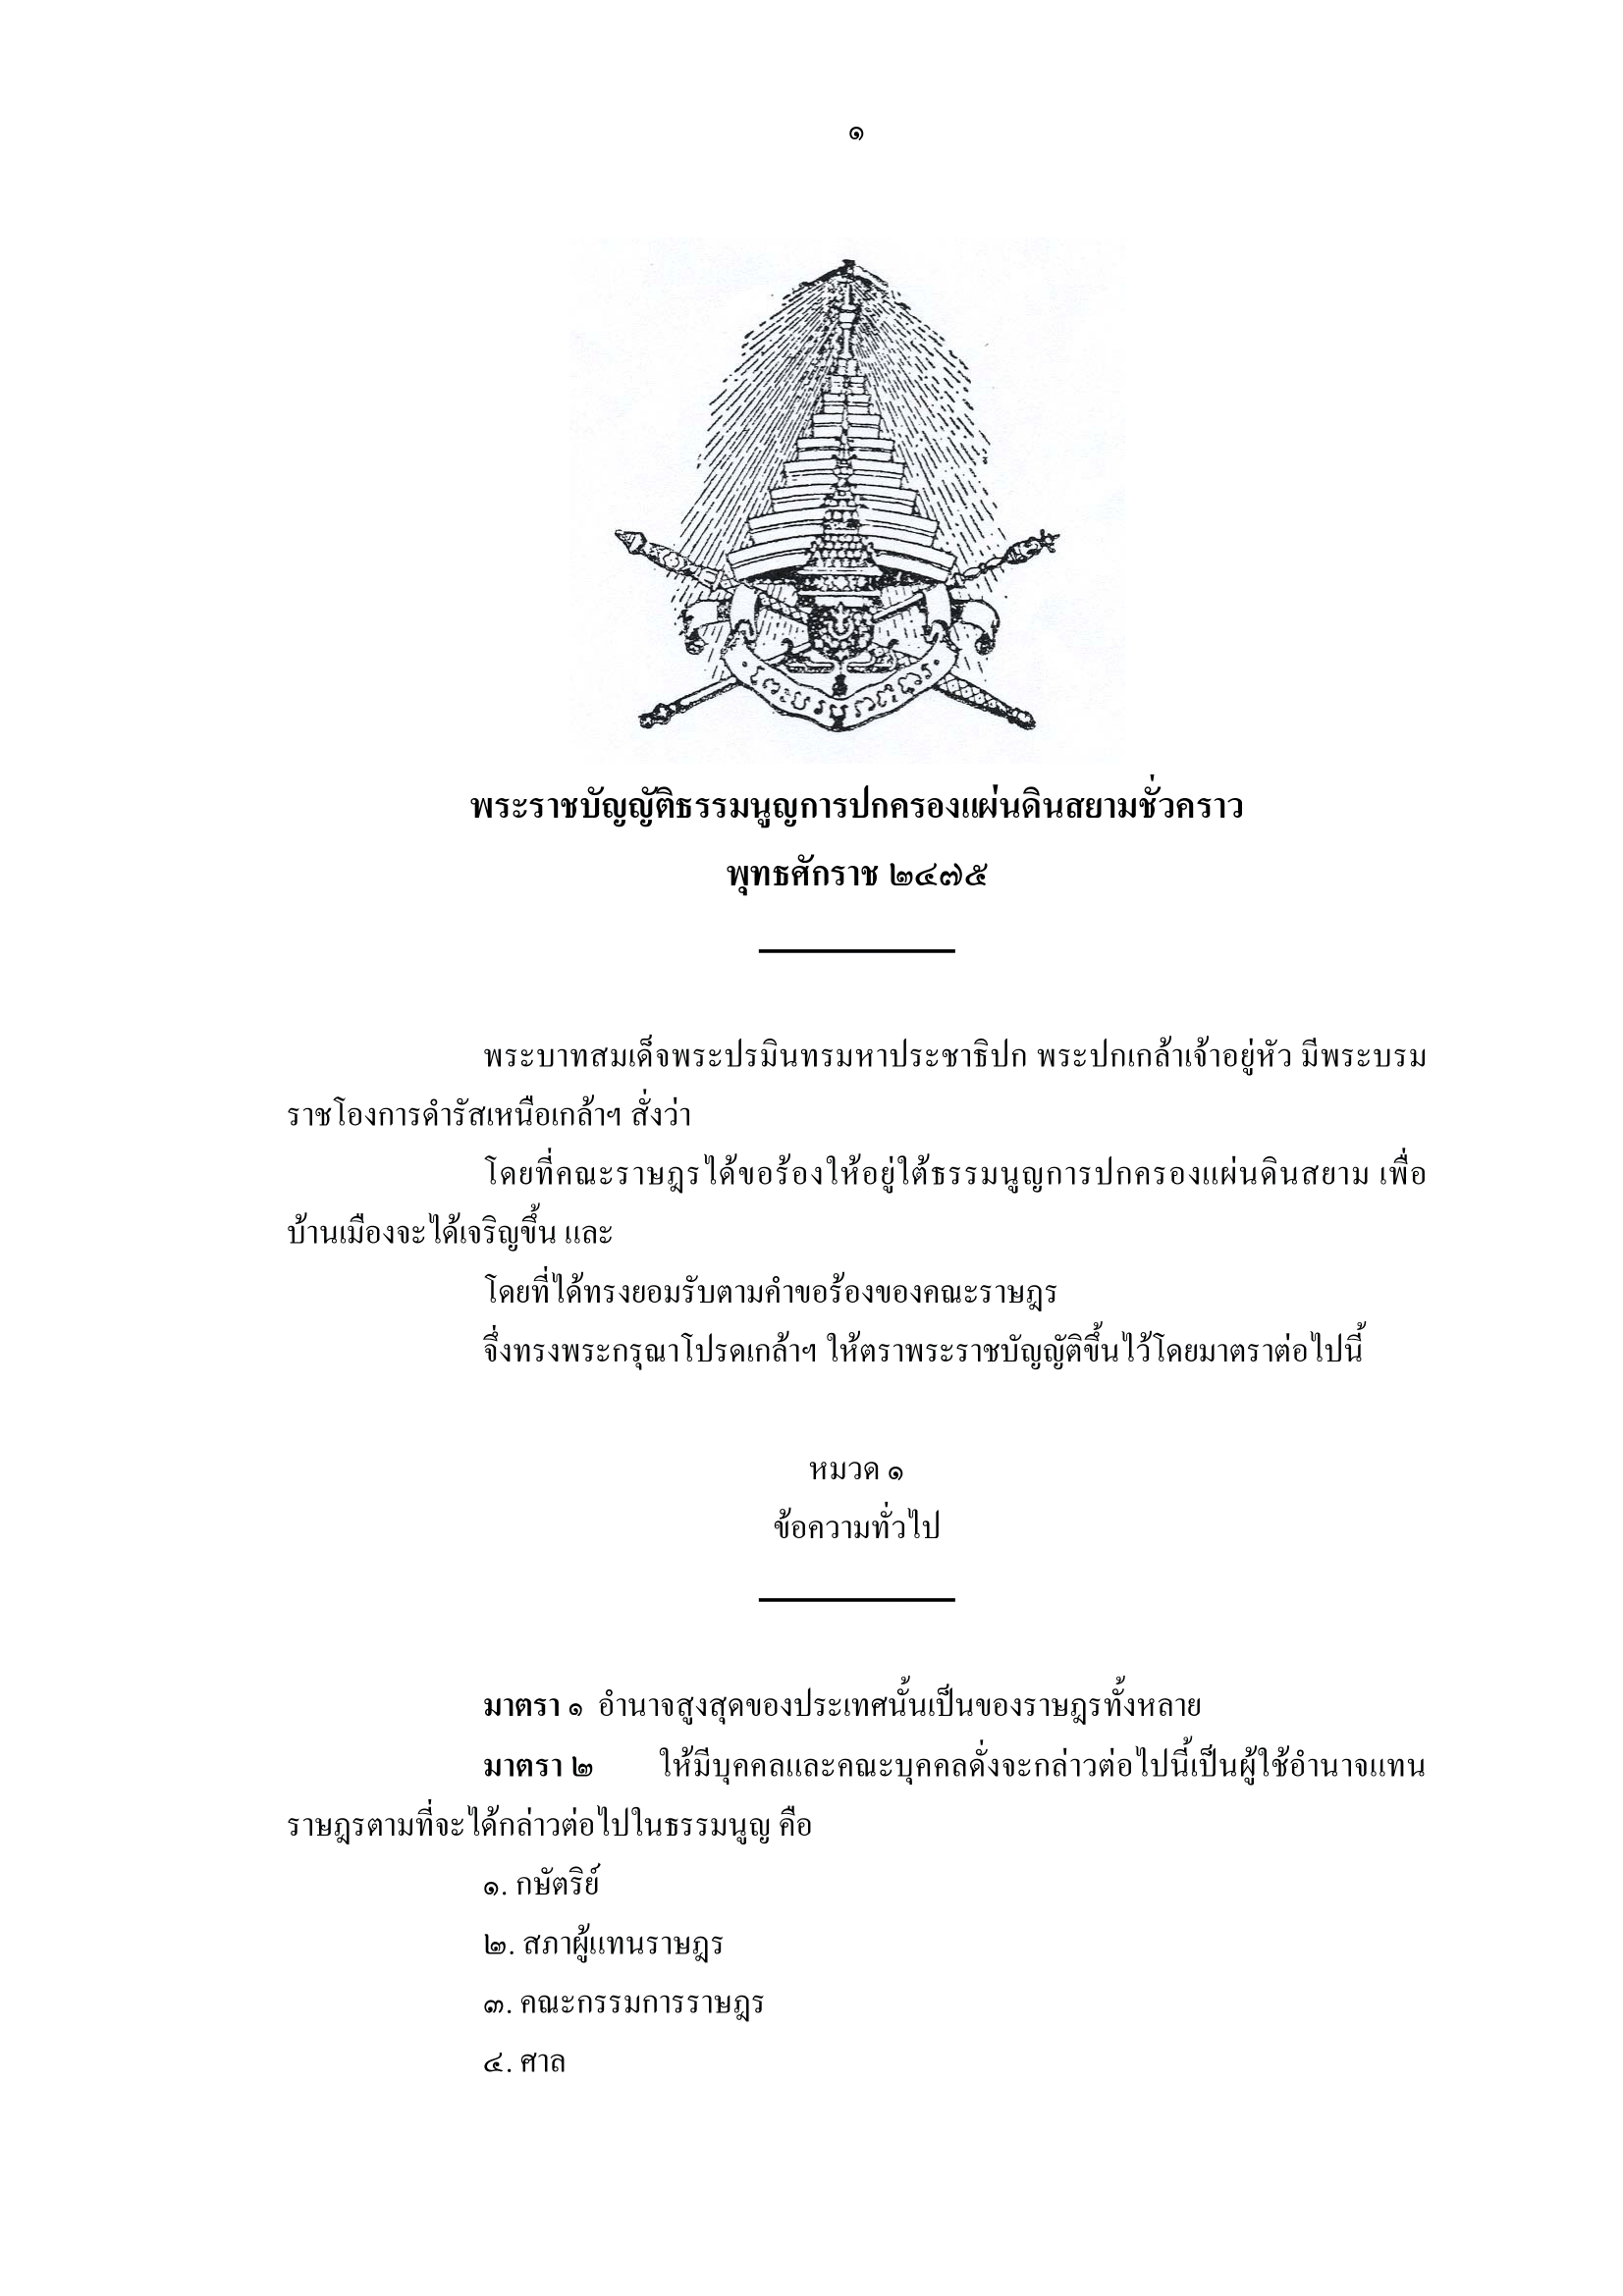 ๑
พระราชบัญญัติธรรมนูญการปกครองแผ่นดินสยามชั่วคราว
พุทธศักราช ๒๔๗๕
พระบาทสมเด็จพระปรมินทรมหาประชาธิปก พระปกเกล้าเจ้าอยู่หัว มีพระบรม
ราชโองการดำรัสเหนือเกล้าฯ สั่งว่า
โดยที่คณะราษฎรได้ขอร้องให้อยู่ใต้ธรรมนูญการปกครองแผ่นดินสยาม เพื่อ
บ้านเมืองจะได้เจริญขึ้น และ
โดยที่ได้ทรงยอมรับตามคำขอร้องของคณะราษฎร
จึ่งทรงพระกรุณาโปรดเกล้าฯ ให้ตราพระราชบัญญัติขึ้นไว้โดยมาตราต่อไปนี้
หมวด ๑
ข้อความทั่วไป
มาตรา ๑ อำนาจสูงสุดของประเทศนั้นเป็นของราษฎรทั้งหลาย
มาตรา ๒ ให้มีบุคคลและคณะบุคคลดั่งจะกล่าวต่อไปนี้เป็นผู้ใช้อำนาจแทน
ราษฎรตามที่จะได้กล่าวต่อไปในธรรมนูญ คือ
๑. กษัตริย์
๒. สภาผู้แทนราษฎร
๓. คณะกรรมการราษฎร
๔. ศาล